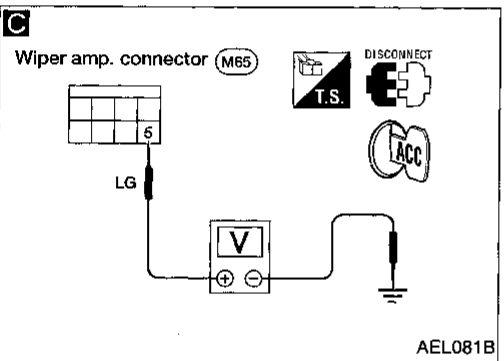 C
Wiper amp. connector M65
T.S.
DISCONNECT
ACC
5
LG
V
+ −
AEL081B